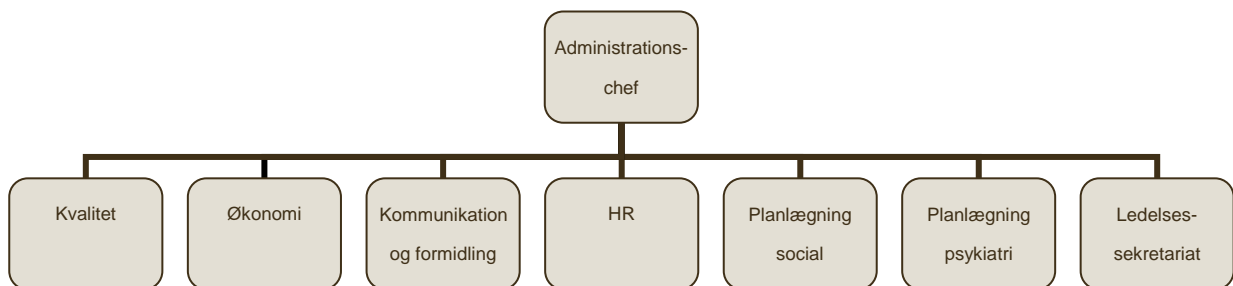 Administrations-
chef
Kvalitet
Økonomi
Kommunikation
og formidling
HR
Planlægning
social
Planlægning
psykiatri
Ledelses-
sekretariat